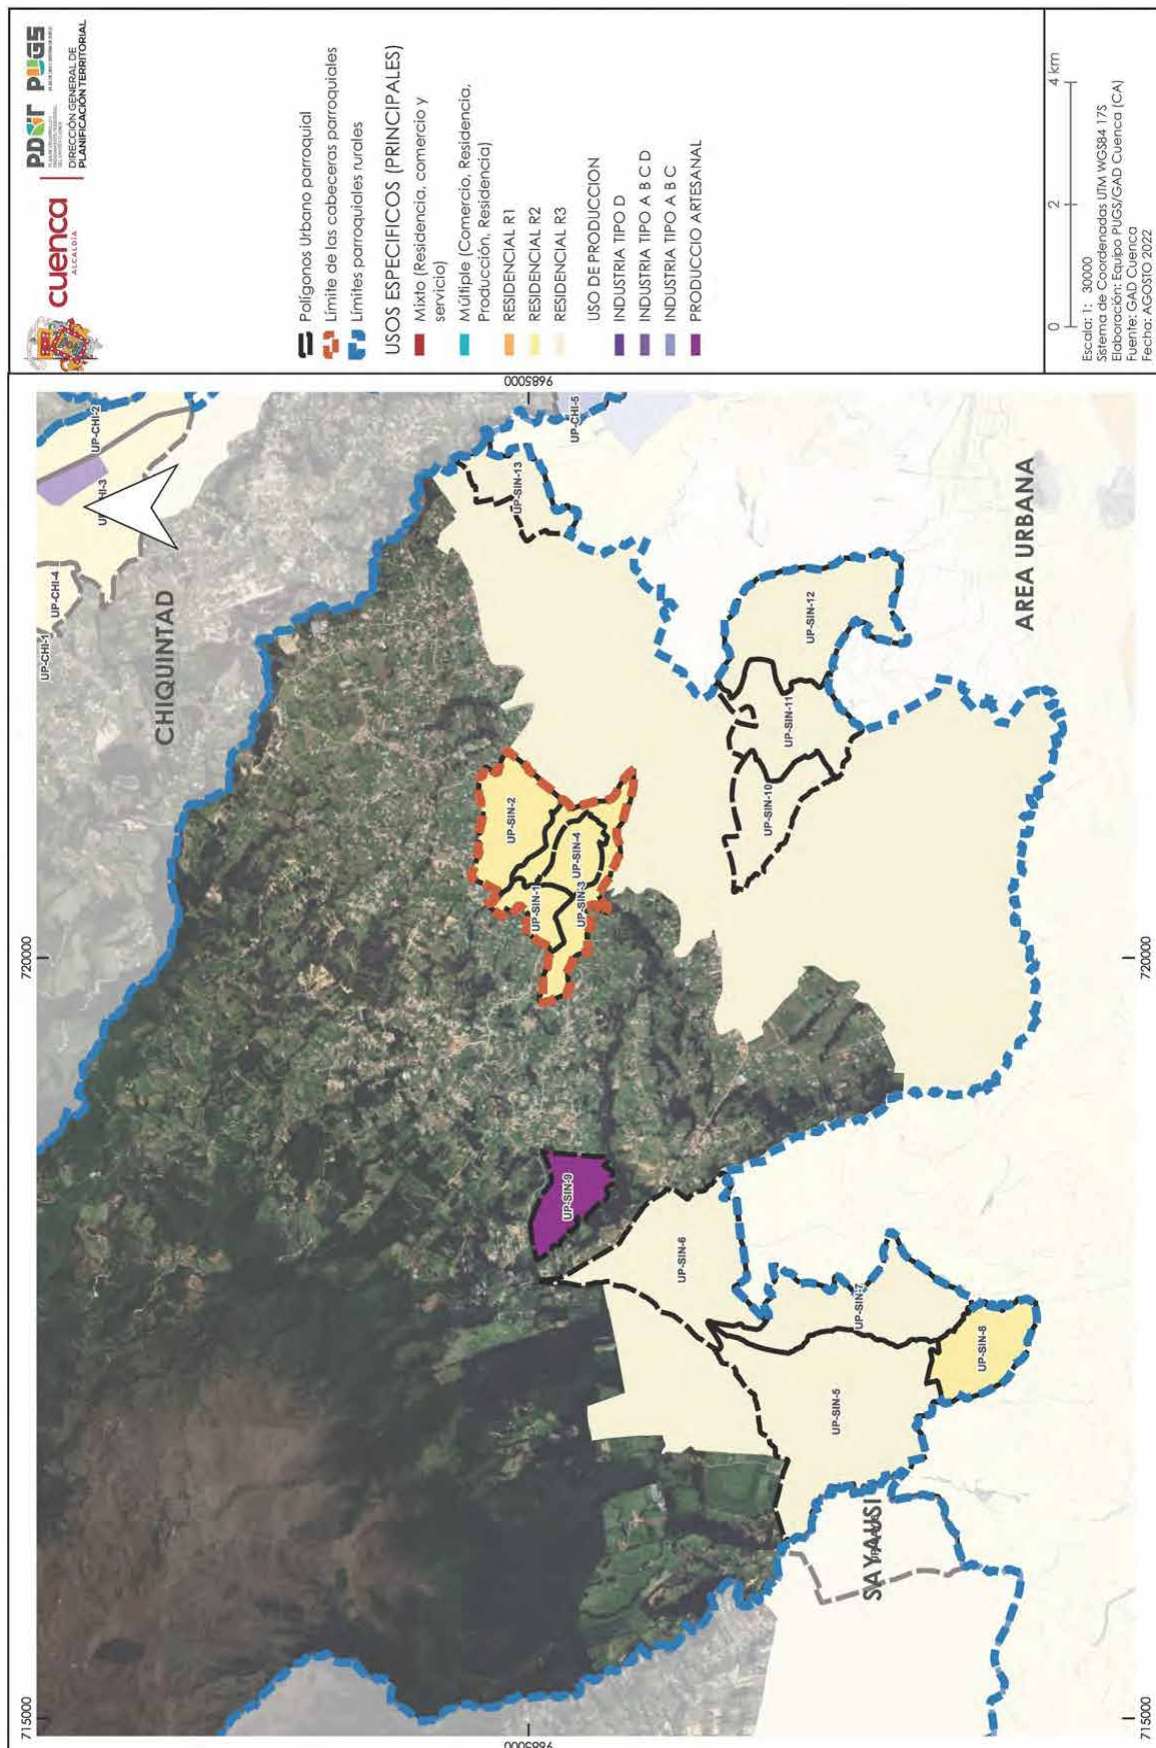 cuenca
ALCALDÍA
PDOT PUGS
DIRECCIÓN GENERAL DE
PLANIFICACIÓN TERRITORIAL
Polígonos Urbano parroquial
Límite de las cabeceras parroquiales
Límites parroquiales rurales
USOS ESPECIFICOS (PRINCIPALES)
Mixto (Residencia, comercio y
servicio)
Múltiple (Comercio, Residencia,
Producción, Residencia)
RESIDENCIAL R1
RESIDENCIAL R2
RESIDENCIAL R3
USO DE PRODUCCION
INDUSTRIA TIPO D
INDUSTRIA TIPO A B C D
INDUSTRIA TIPO A B C
PRODUCCIO ARTESANAL
0 2 4 km
Escala: 1: 30000
Sistema de Coordenadas UTM WGS84 17S
Elaboración: Equipo PUGS/GAD Cuenca (CA)
Fuente: GAD Cuenca
Fecha: AGOSTO 2022
715000
720000
9685000
UP-CHI-1
UP-CHI-4
UP-CHI-2
CHIQUINTAD
UP-CHI-5
UP-SIN-13
UP-SIN-2
UP-SIN-1
UP-SIN-4
UP-SIN-3
UP-SIN-9
UP-SIN-6
UP-SIN-10
UP-SIN-11
UP-SIN-12
UP-SIN-5
UP-SIN-7
UP-SIN-8
SAYAUSI
AREA URBANA
715000
720000
9685000